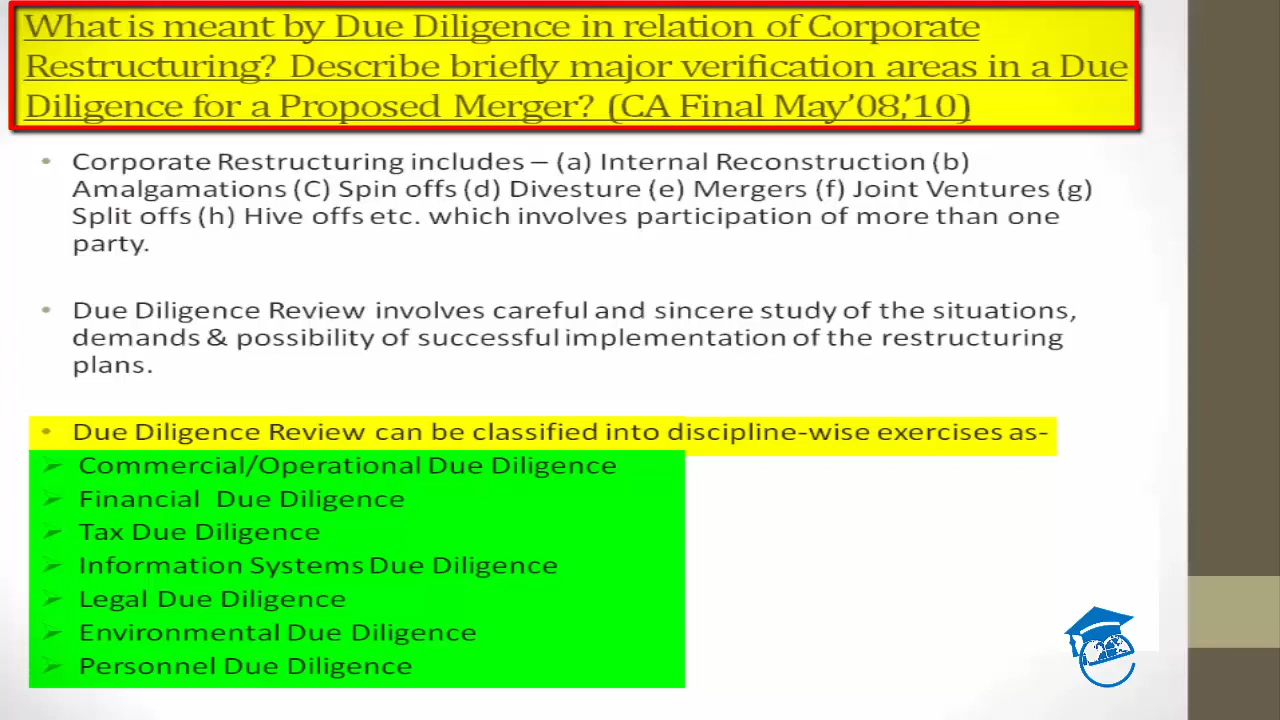 What is meant by Due Diligence in relation of Corporate
Restructuring? Describe briefly major verification areas in a Due
Diligence for a Proposed Merger? (CA Final May'08,'10)
• Corporate Restructuring includes – (a) Internal Reconstruction (b)
Amalgamations (C) Spin offs (d) Divesture (e) Mergers (f) Joint Ventures (g)
Split offs (h) Hive offs etc. which involves participation of more than one
party.
• Due Diligence Review involves careful and sincere study of the situations,
demands & possibility of successful implementation of the restructuring
plans.
• Due Diligence Review can be classified into discipline-wise exercises as-
➢ Commercial/Operational Due Diligence
➢ Financial Due Diligence
➢ Tax Due Diligence
➢ Information Systems Due Diligence
➢ Legal Due Diligence
➢ Environmental Due Diligence
➢ Personnel Due Diligence